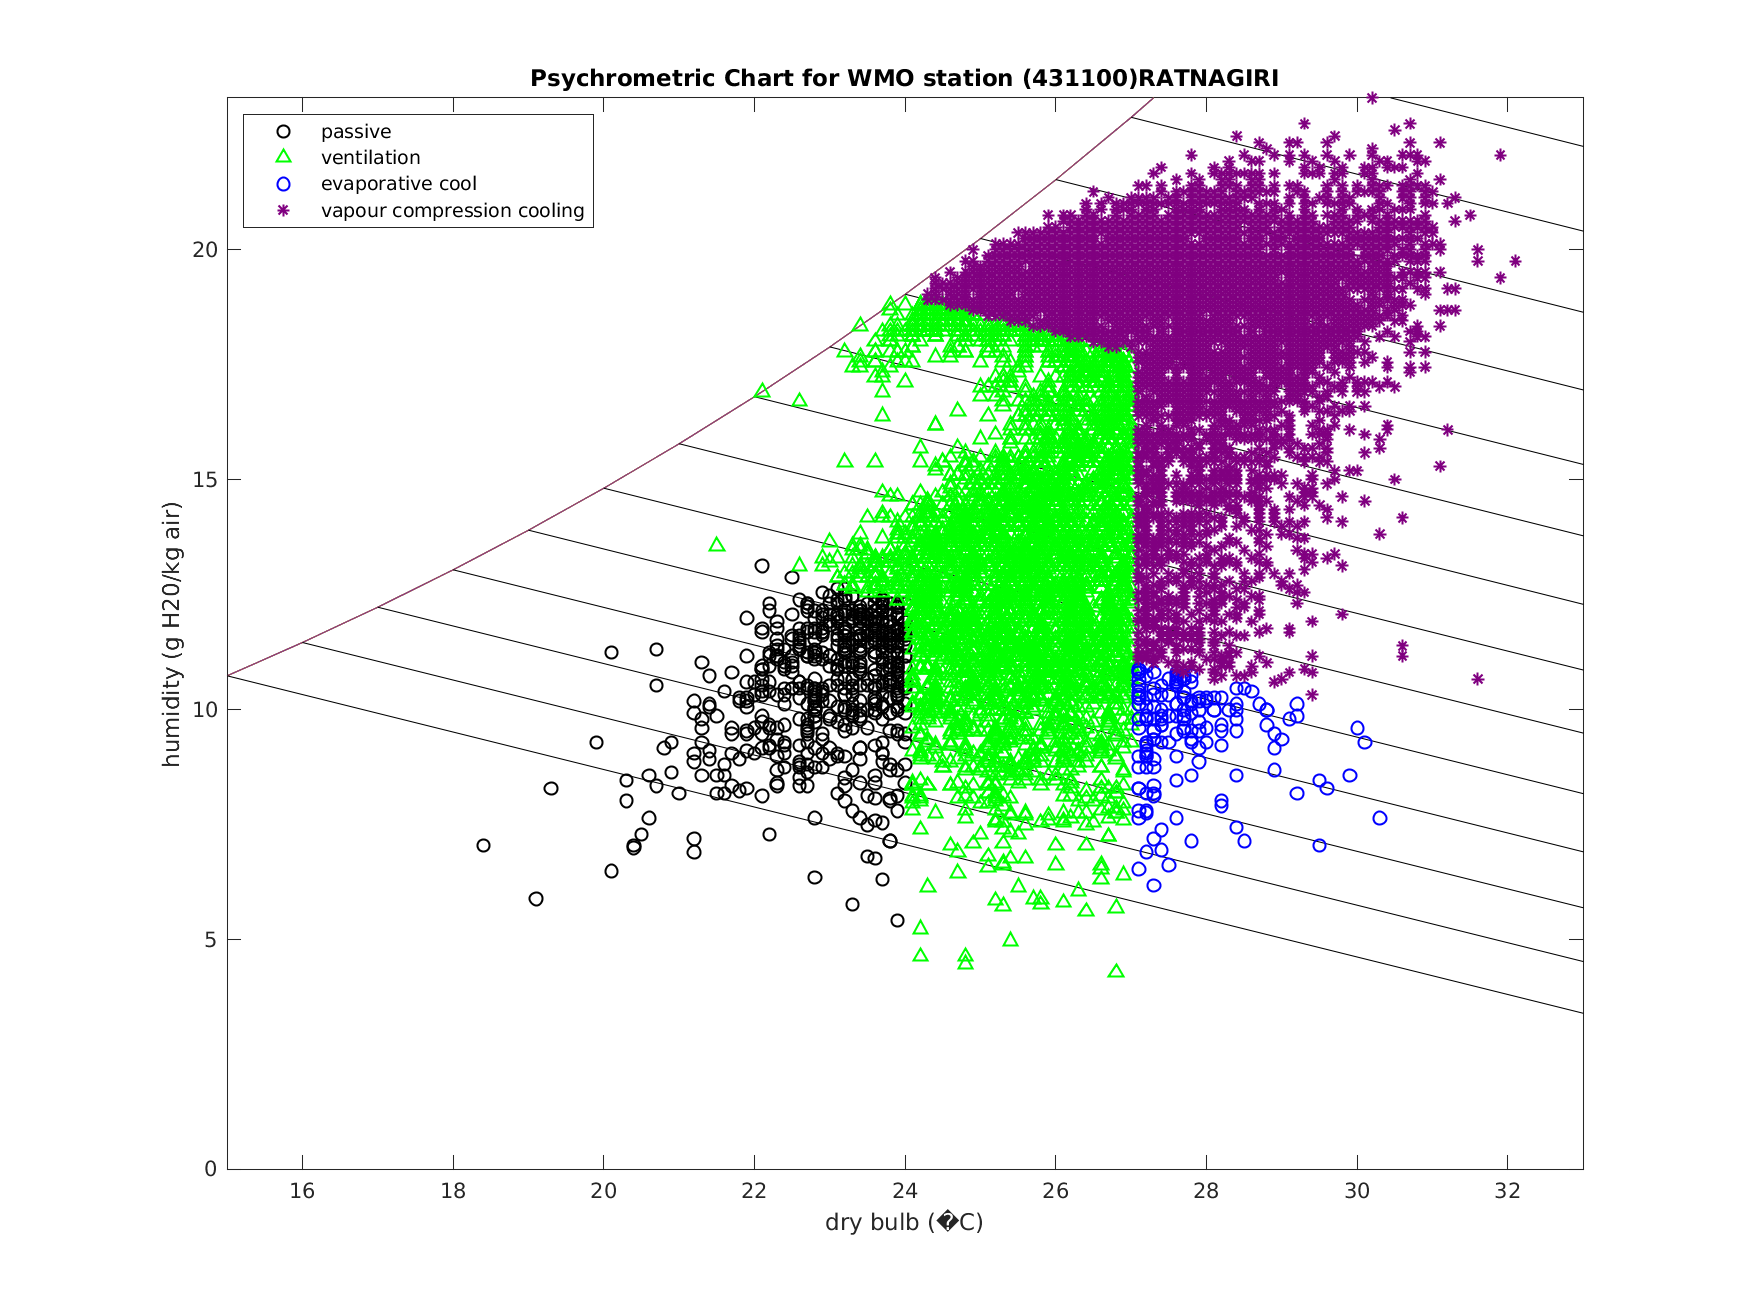 Psychrometric Chart for WMO station (431100)RATNAGIRI
passive
ventilation
evaporative cool
vapour compression cooling
humidity (g H20/kg air)
20
15
10
5
0
16 18 20 22 24 26 28 30 32
dry bulb (�C)